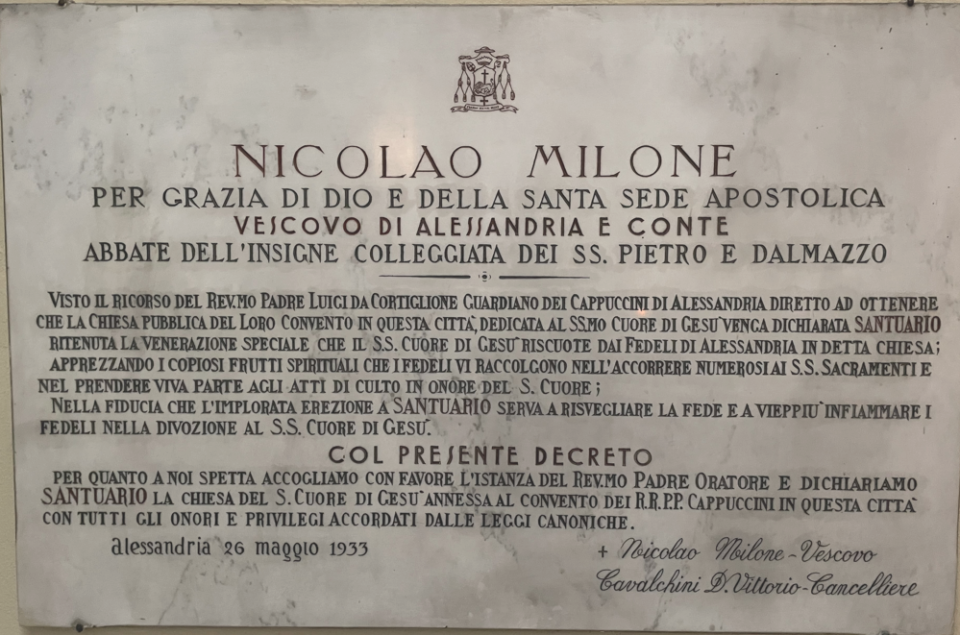 NICOLAO MILONE
PER GRAZIA DI DIO E DELLA SANTA SEDE APOSTOLICA
VESCOVO DI ALESSANDRIA E CONTE
ABBATE DELL'INSIGNE COLLEGGIATA DEI SS. PIETRO E DALMAZZO
VISTO IL RICORSO DEL REV.MO PADRE LUIGI DA CORTIGLIONE GUARDIANO DEI CAPPUCCINI DI ALESSANDRIA DIRETTO AD OTTENERE
CHE LA CHIESA PUBBLICA DEL LORO CONVENTO IN QUESTA CITTÀ, DEDICATA AL SS.MO CUORE DI GESÙ VENGA DICHIARATA SANTUARIO
RITENUTA LA VENERAZIONE SPECIALE CHE IL S.S. CUORE DI GESÙ RISCUOTE DAI FEDELI DI ALESSANDRIA IN DETTA CHIESA;
APPREZZANDO I COPIOSI FRUTTI SPIRITUALI CHE I FEDELI VI RACCOLGONO NELL'ACCORRERE NUMEROSI AI S.S. SACRAMENTI E
NEL PRENDERE VIVA PARTE AGLI ATTI DI CULTO IN ONORE DEL S. CUORE;
NELLA FIDUCIA CHE L'IMPLORATA EREZIONE A SANTUARIO SERVA A RISVEGLIARE LA FEDE E A VIEPPIÙ INFIAMMARE I
FEDELI NELLA DIVOZIONE AL S.S. CUORE DI GESÙ.
COL PRESENTE DECRETO
PER QUANTO A NOI SPETTA ACCOGLIAMO CON FAVORE L'ISTANZA DEL REV.MO PADRE ORATORE E DICHIARIAMO
SANTUARIO LA CHIESA DEL S. CUORE DI GESÙ ANNESSA AL CONVENTO DEI R.R.P.P. CAPPUCCINI IN QUESTA CITTÀ
CON TUTTI GLI ONORI E PRIVILEGI ACCORDATI DALLE LEGGI CANONICHE.
Alessandria 26 maggio 1933
+ Nicolao Milone - Vescovo
Cavalchini D. Vittorio - Cancelliere